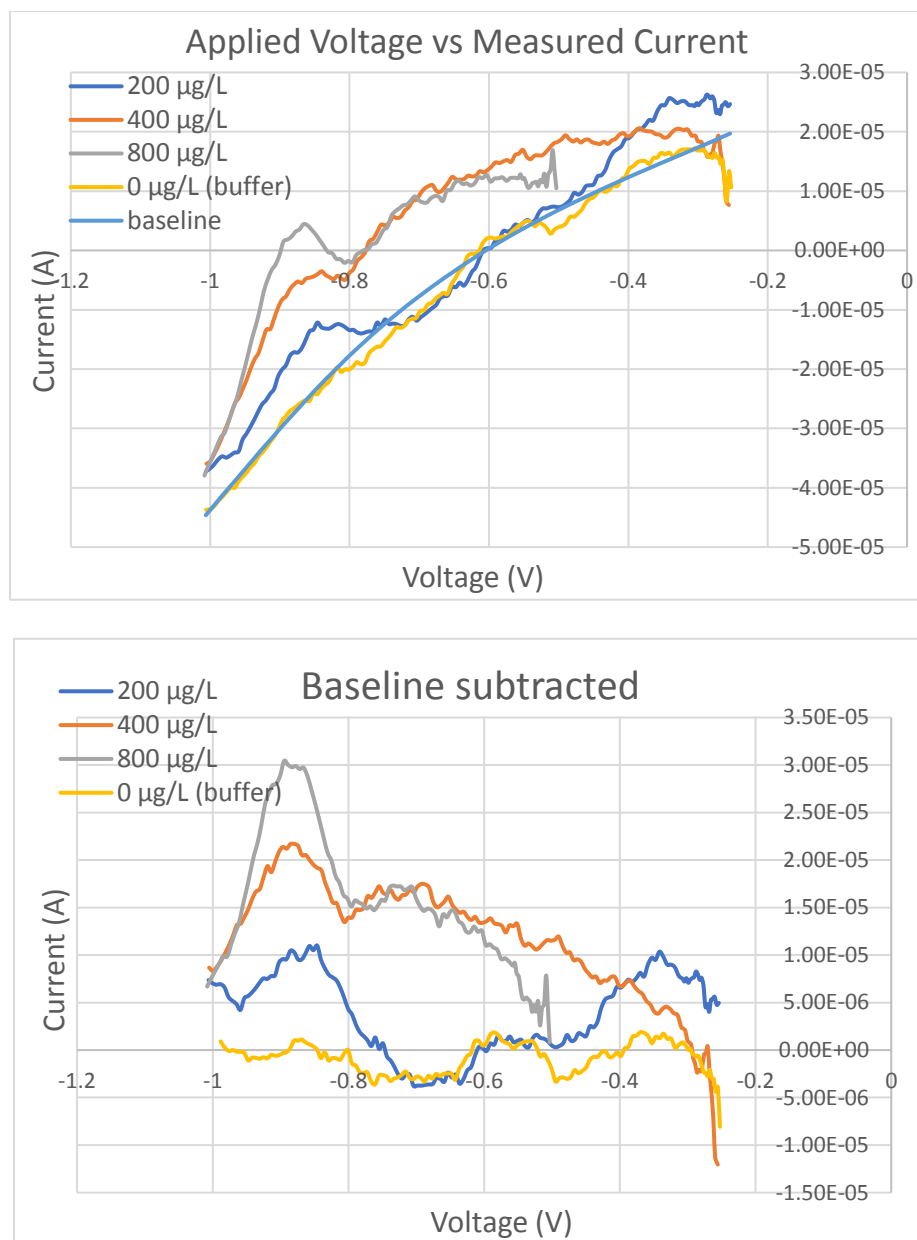 Applied Voltage vs Measured Current
200 µg/L
400 µg/L
800 µg/L
0 µg/L (buffer)
baseline
3.00E-05
2.00E-05
1.00E-05
0.00E+00
-1.00E-05
-2.00E-05
-3.00E-05
-4.00E-05
-5.00E-05
-1.2
-1
-0.8
-0.6
-0.4
-0.2
0
Current (A)
Voltage (V)
Baseline subtracted
200 µg/L
400 µg/L
800 µg/L
0 µg/L (buffer)
3.50E-05
3.00E-05
2.50E-05
2.00E-05
1.50E-05
1.00E-05
5.00E-06
0.00E+00
-5.00E-06
-1.00E-05
-1.50E-05
-1.2
-1
-0.8
-0.6
-0.4
-0.2
0
Current (A)
Voltage (V)